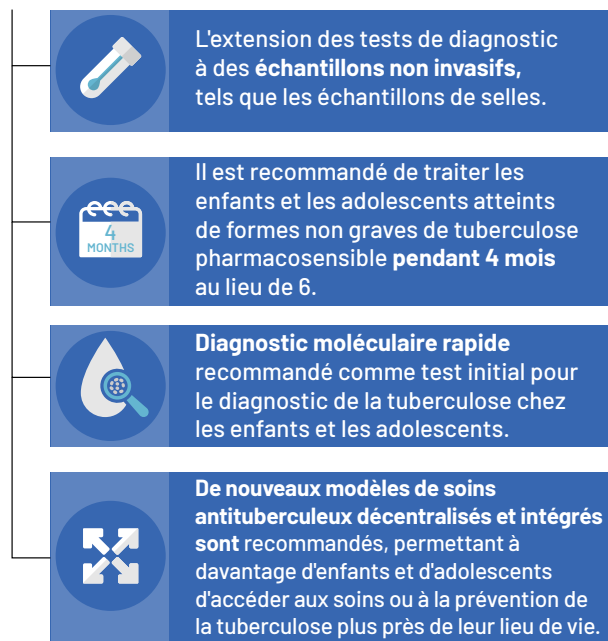 L'extension des tests de diagnostic
à des échantillons non invasifs,
tels que les échantillons de selles.
4
MONTHS
Il est recommandé de traiter les
enfants et les adolescents atteints
de formes non graves de tuberculose
pharmacosensible pendant 4 mois
au lieu de 6.
Diagnostic moléculaire rapide
recommandé comme test initial pour
le diagnostic de la tuberculose chez
les enfants et les adolescents.
De nouveaux modèles de soins
antituberculeux décentralisés et intégrés
sont recommandés, permettant à
davantage d'enfants et d'adolescents
d'accéder aux soins ou à la prévention de
la tuberculose plus près de leur lieu de vie.